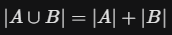 |A ∪ B| = |A| + |B|